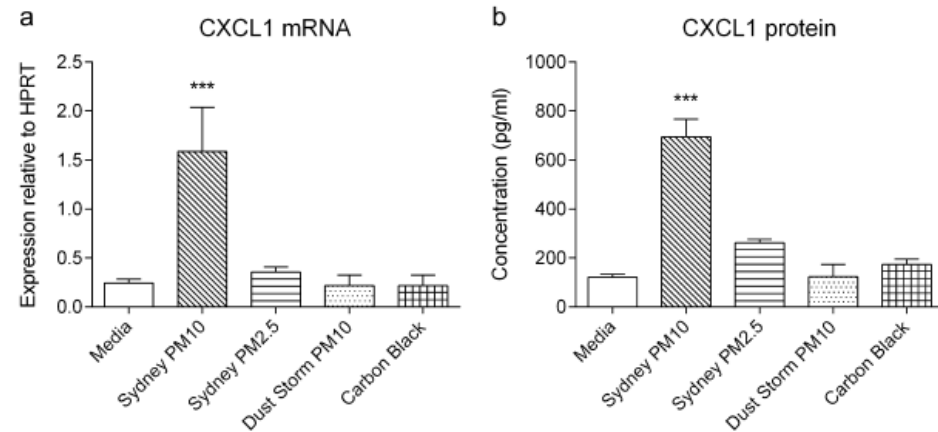 a
CXCL1 mRNA
Expression relative to HPRT
2.5
2.0
1.5
1.0
0.5
0.0
***
Media
Sydney PM10
Sydney PM2.5
Dust Storm PM10
Carbon Black
b
CXCL1 protein
Concentration (pg/ml)
1000
800
600
400
200
0
***
Media
Sydney PM10
Sydney PM2.5
Dust Storm PM10
Carbon Black